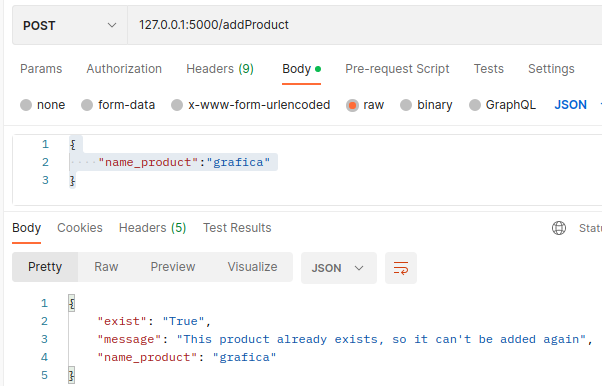 POST 127.0.0.1:5000/addProduct
Params Authorization Headers (9) Body Pre-request Script Tests Settings
none form-data x-www-form-urlencoded raw binary GraphQL JSON
1 {
2 ····"name_product":"grafica"
3 }
Body Cookies Headers (5) Test Results
Pretty Raw Preview Visualize JSON
1 {
2 "exist": "True",
3 "message": "This product already exists, so it can't be added again",
4 "name_product": "grafica"
5 }